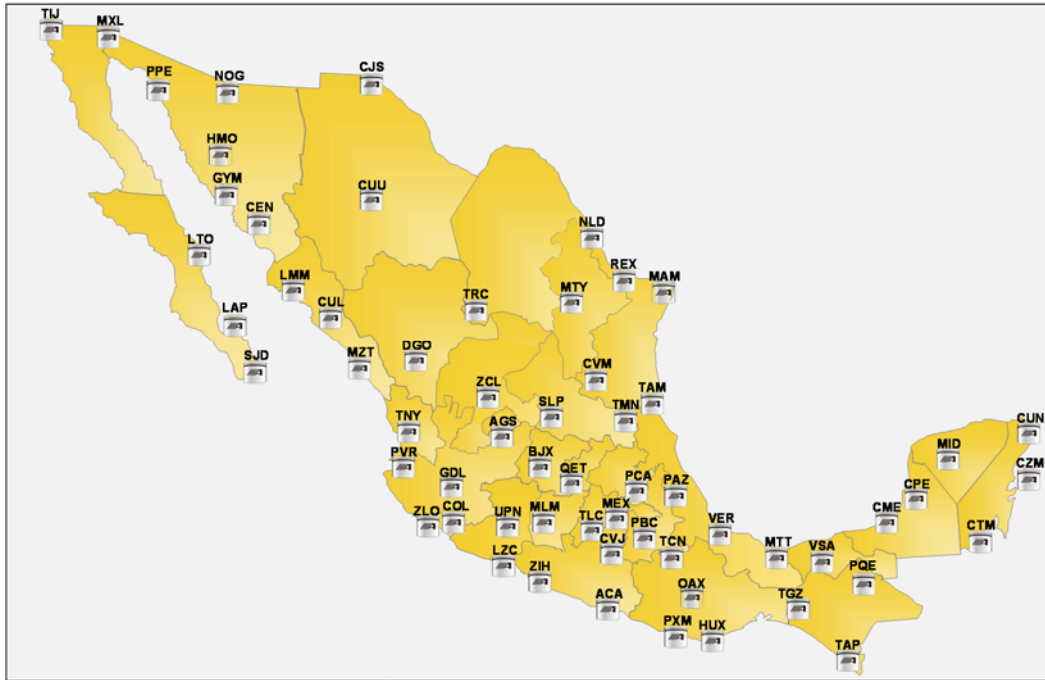 TIJ
MXL
PPE
NOG
CJS
HMO
GYM
CUU
CEN
LTO
NLD
REX
MAM
LMM
MTY
TRC
CUL
LAP
DGO
MZT
SJD
CVM
ZCL
TAM
SLP
TMN
TNY
AGS
CUN
MID
PVR
BJX
CZM
QET
GDL
PCA
PAZ
CPE
ZLO
COL
UPN
MLM
TLC
MEX
PBC
VER
CME
CVJ
TCN
MTT
VSA
CTM
LZC
ZIH
PQE
ACA
OAX
TGZ
PXM
HUX
TAP